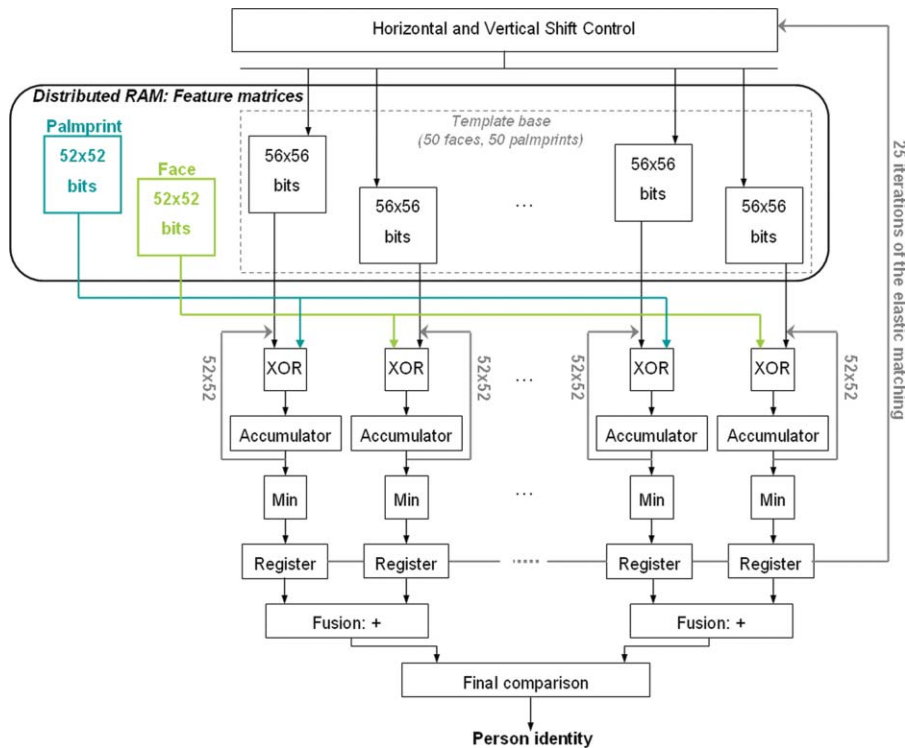 Horizontal and Vertical Shift Control
Distributed RAM: Feature matrices
Palmprint
52x52
bits
Face
52x52
bits
Template base
(50 faces, 50 palmprints)
56x56
bits
56x56
bits
...
56x56
bits
56x56
bits
25 iterations of the elastic matching
52x52
XOR
XOR
52x52
...
52x52
XOR
XOR
52x52
Accumulator
Accumulator
Accumulator
Accumulator
Min
Min
...
Min
Min
Register
Register
......
Register
Register
Fusion: +
Fusion: +
Final comparison
Person identity